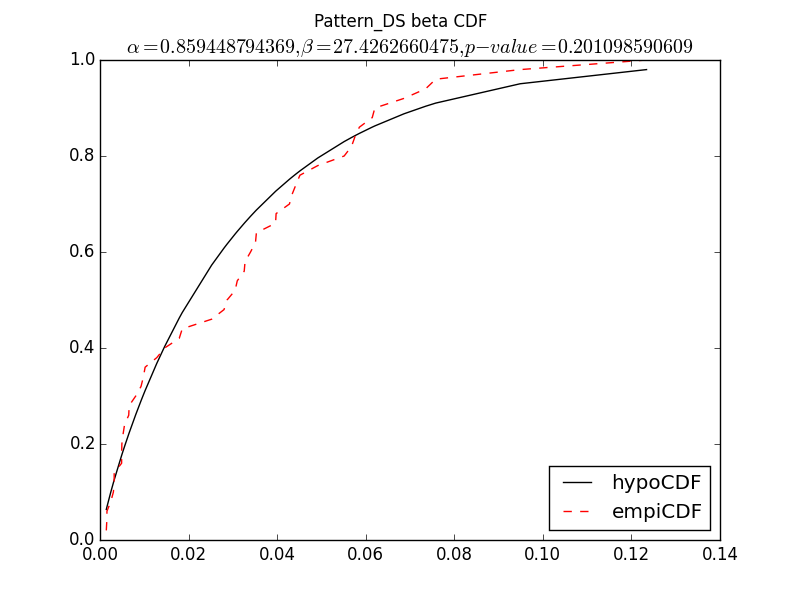 Pattern_DS beta CDF
α=0.859448794369,β=27.4262660475,p−value=0.201098590609
1.0
0.8
0.6
0.4
0.2
0.0
hypoCDF
empiCDF
0.00 0.02 0.04 0.06 0.08 0.10 0.12 0.14